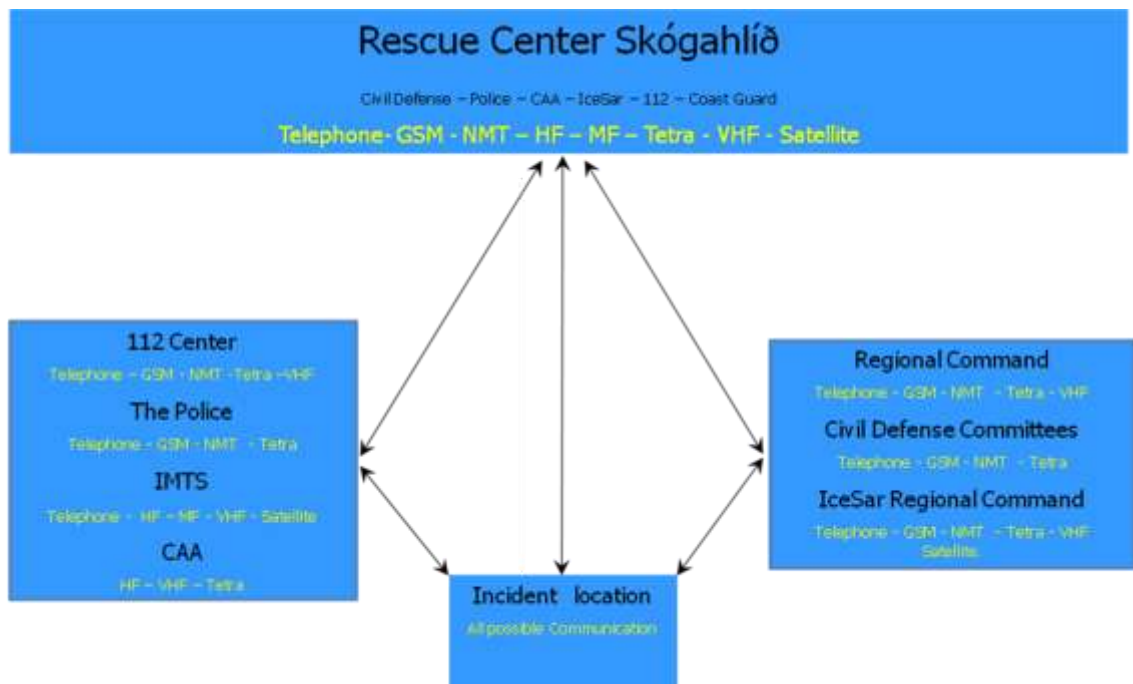 Rescue Center Skógahlíð
Civil Defense – Police – CAA – IceSar – 112 – Coast Guard
Telephone- GSM - NMT – HF – MF – Tetra - VHF - Satellite
112 Center
Telephone – GSM - NMT -Tetra –VHF
The Police
Telephone - GSM - NMT - Tetra
IMTS
Telephone - HF – MF - VHF - Satellite
CAA
HF – VHF – Tetra
Regional Command
Telephone - GSM - NMT - Tetra - VHF
Civil Defense Committees
Telephone - GSM - NMT - Tetra
IceSar Regional Command
Telephone - GSM - NMT - Tetra - VHF
Satellite.
Incident location
All possible Communication